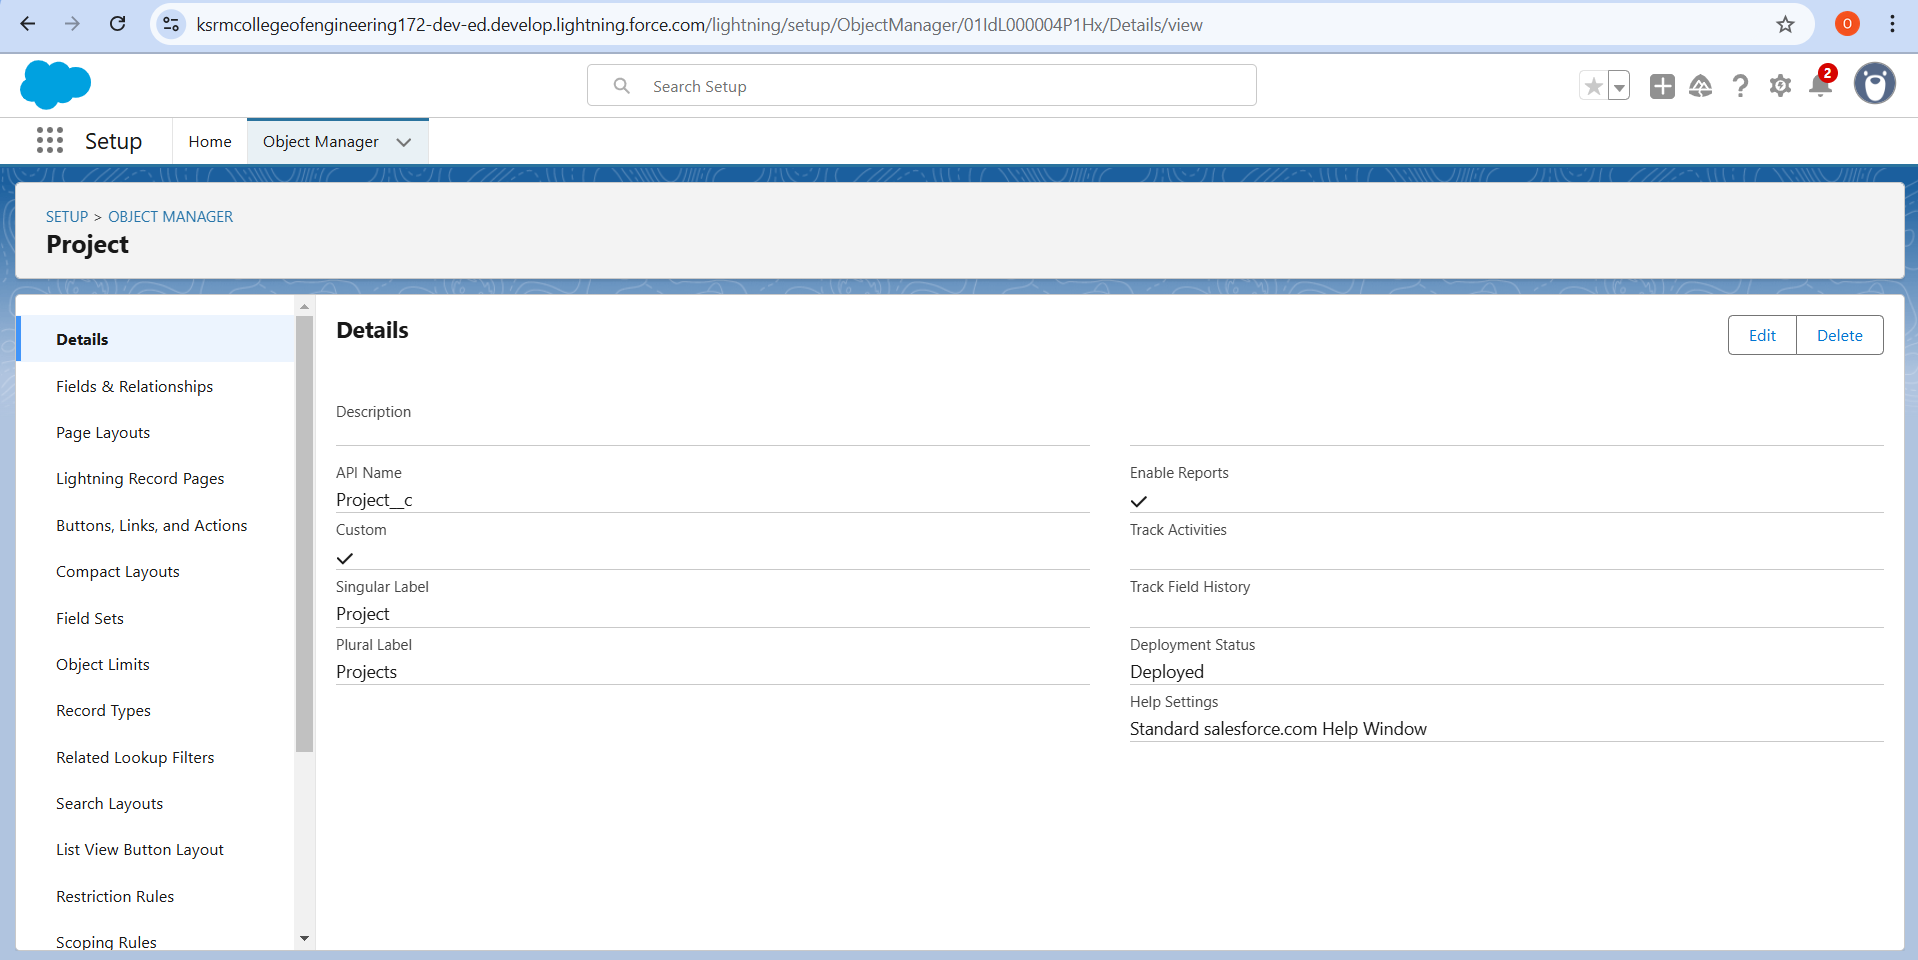 ksrmcollegeofengineering172-dev-ed.develop.lightning.force.com/lightning/setup/ObjectManager/01IdL000004P1Hx/Details/view
O
Search Setup
2
Setup
Home
Object Manager
SETUP > OBJECT MANAGER
Project
Details
Fields & Relationships
Page Layouts
Lightning Record Pages
Buttons, Links, and Actions
Compact Layouts
Field Sets
Object Limits
Record Types
Related Lookup Filters
Search Layouts
List View Button Layout
Restriction Rules
Scoping Rules
Details
Edit
Delete
Description
API Name
Project__c
Custom
Singular Label
Project
Plural Label
Projects
Enable Reports
Track Activities
Track Field History
Deployment Status
Deployed
Help Settings
Standard salesforce.com Help Window